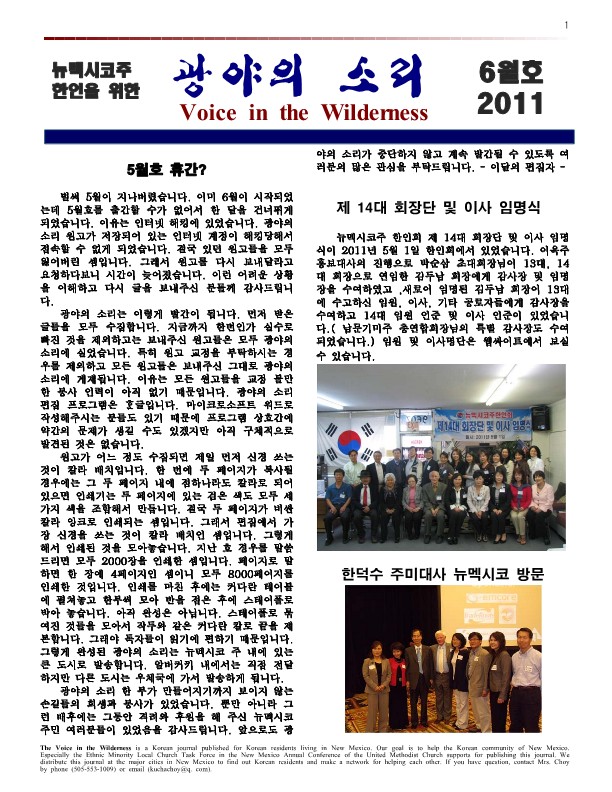 1
뉴멕시코주
한인을 위한
광야의 소리
Voice in the Wilderness
6월호
2011
5월호 휴간?
벌써 5월이 지나버렸습니다. 이미 6월이 시작되었
는데 5월호를 출간할 수가 없어서 한 달을 건너뛰게
되었습니다. 이유는 인터넷 해킹에 있었습니다. 광야의
소리 원고가 저장되어 있는 인터넷 계정이 해킹당해서
접속할 수 없게 되었습니다. 결국 있던 원고들을 모두
잃어버린 셈입니다. 그래서 원고를 다시 보내달라고
요청하다보니 시간이 늦어졌습니다. 이런 어려운 상황
을 이해하고 다시 글을 보내주신 분들께 감사드립니
다.
광야의 소리는 이렇게 발간이 됩니다. 먼저 받은
글들을 모두 수집합니다. 지금까지 한번인가 실수로
빠진 것을 제외하고는 보내주신 원고들은 모두 광야의
소리에 실었습니다. 특히 원고 교정을 부탁하시는 경
우를 제외하고 모든 원고들은 보내주신 그대로 광야의
소리에 게재됩니다. 이유는 모든 원고들을 교정 볼만
한 봉사 인력이 아직 없기 때문입니다. 광야의 소리
편집 프로그램은 한글입니다. 마이크로소프트 워드로
작성해주시는 분들도 있기 때문에 프로그램 상호간에
약간의 문제가 생길 수도 있겠지만 아직 구체적으로
발견된 것은 없습니다.
원고가 어느 정도 수집되면 제일 먼저 신경 쓰는
것이 칼라 배치입니다. 한 면에 두 페이지가 복사될
경우에는 그 두 페이지 내에 점하나라도 칼라로 되어
있으면 인쇄기는 두 페이지에 있는 검은 색도 모두 세
가지 색을 조합해서 만듭니다. 결국 두 페이지가 비싼
칼라 잉크로 인쇄되는 셈입니다. 그래서 편집에서 가
장 신경을 쓰는 것이 칼라 배치인 셈입니다. 그렇게
해서 인쇄된 것을 모아놓습니다. 지난 호 경우를 말씀
드리면 모두 2000장을 인쇄한 셈입니다. 페이지로 말
하면 한 장에 4페이지인 셈이니 모두 8000페이지를
인쇄한 것입니다. 인쇄를 마친 후에는 커다란 테이블
에 펼쳐놓고 한부씩 모아 반을 접은 후에 스테이플로
박아 놓습니다. 아직 완성은 아닙니다. 스테이플로 묶
여진 것들을 모아서 작두와 같은 커다란 칼로 끝을 재
본합니다. 그래야 독자들이 읽기에 편하기 때문입니다.
그렇게 완성된 광야의 소리는 뉴멕시코 주 내에 있는
큰 도시로 발송합니다. 알버커키 내에서는 직접 전달
하지만 다른 도시는 우체국에 가서 발송하게 됩니다.
광야의 소리 한 부가 만들어지기까지 보이지 않는
손길들의 희생과 봉사가 있었습니다. 뿐만 아니라 그
런 배후에는 그동안 격려와 후원을 해 주신 뉴멕시코
주민 여러분들이 있었음을 감사드립니다. 앞으로도 광
야의 소리가 중단하지 않고 계속 발간될 수 있도록 여
러분의 많은 관심을 부탁드립니다. - 이달의 편집자 -
제 14대 회장단 및 이사 임명식
뉴멕시코주 한인회 제 14대 회장단 및 이사 임명
식이 2011년 5월 1일 한인회에서 있었습니다. 이옥주
홍보대사의 진행으로 박춘삼 초대회장님이 13대, 14
대 회장으로 연임한 김두남 회장에게 감사장 및 임명
장을 수여하였고 ,새로이 임명된 김두남 회장이 13대
에 수고하신 임원, 이사, 기타 공로자들에게 감사장을
수여하고 14대 임원 인준 및 이사 인준이 있었습니
다.( 남문기미주 총연합회장님의 특별 감사장도 수여
되었습니다.) 임원 및 이사명단은 웹싸이트에서 보실
수 있습니다.
뉴멕시코주한인회
제14대 회장단 및 이사 임명식
한덕수 주미대사 뉴멕시코 방문
The Voice in the Wilderness is a Korean journal published for Korean residents living in New Mexico. Our goal is to help the Korean community of New Mexico.
Especially the Ethnic Minority Local Church Task Force in the New Mexico Annual Conference of the United Methodist Church supports for publishing this journal. We
distribute this journal at the major cities in New Mexico to find out Korean residents and make a network for helping each other. If you have question, contact Mrs. Choy
by phone (505-553-1009) or email (kuchachoy@q. com).